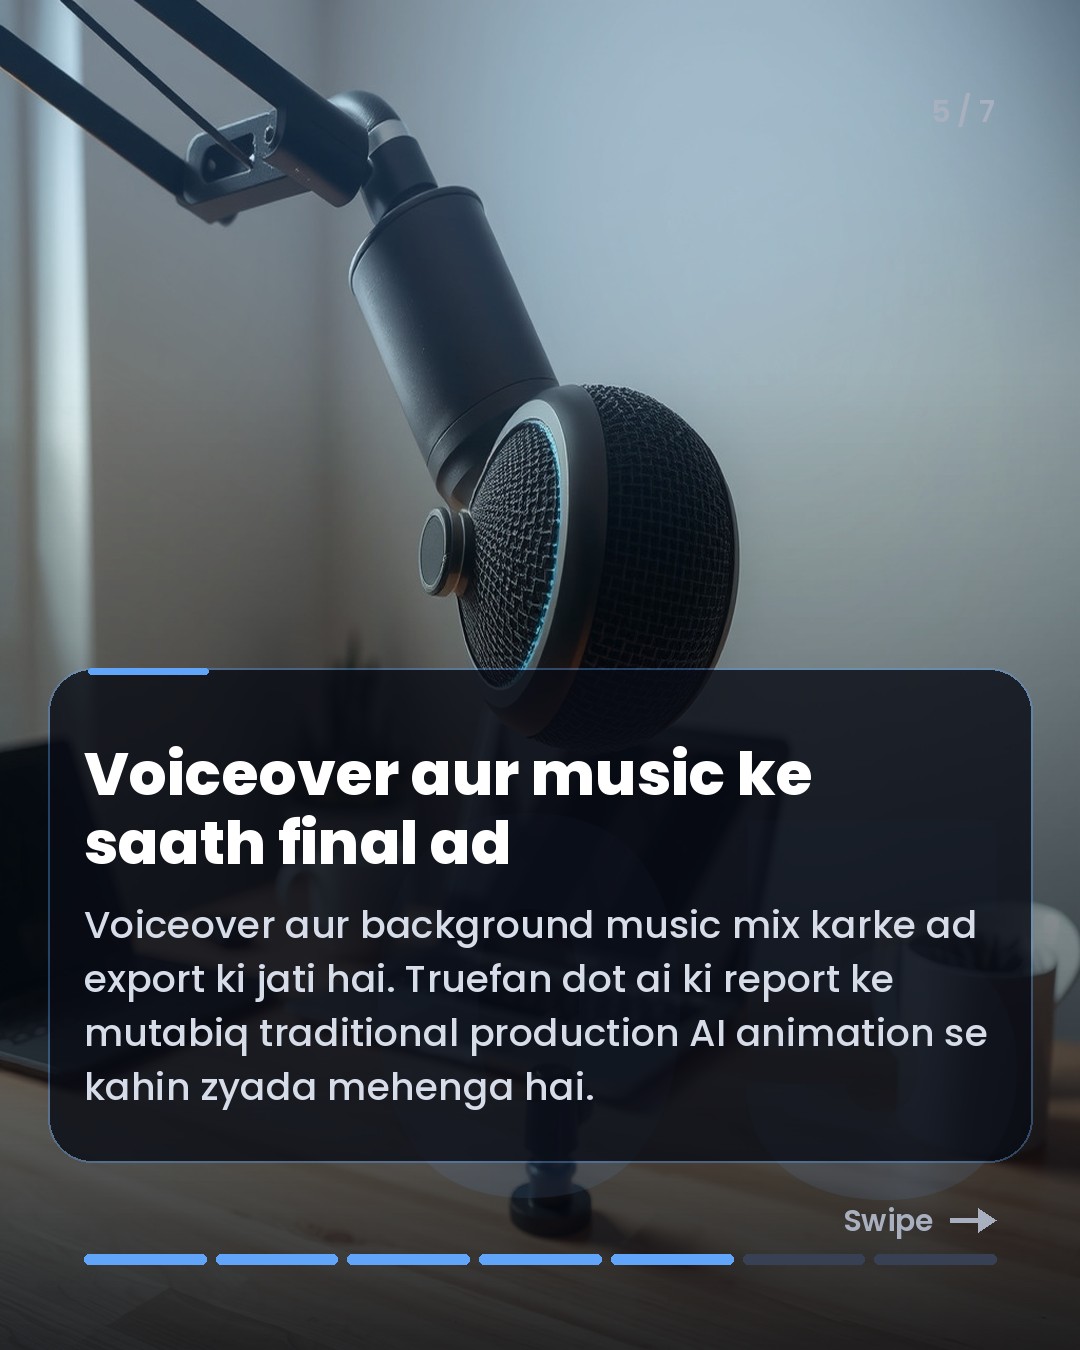 5 / 7
Voiceover aur music ke
saath final ad
Voiceover aur background music mix karke ad
export ki jati hai. Truefan dot ai ki report ke
mutabiq traditional production AI animation se
kahin zyada mehenga hai.
Swipe